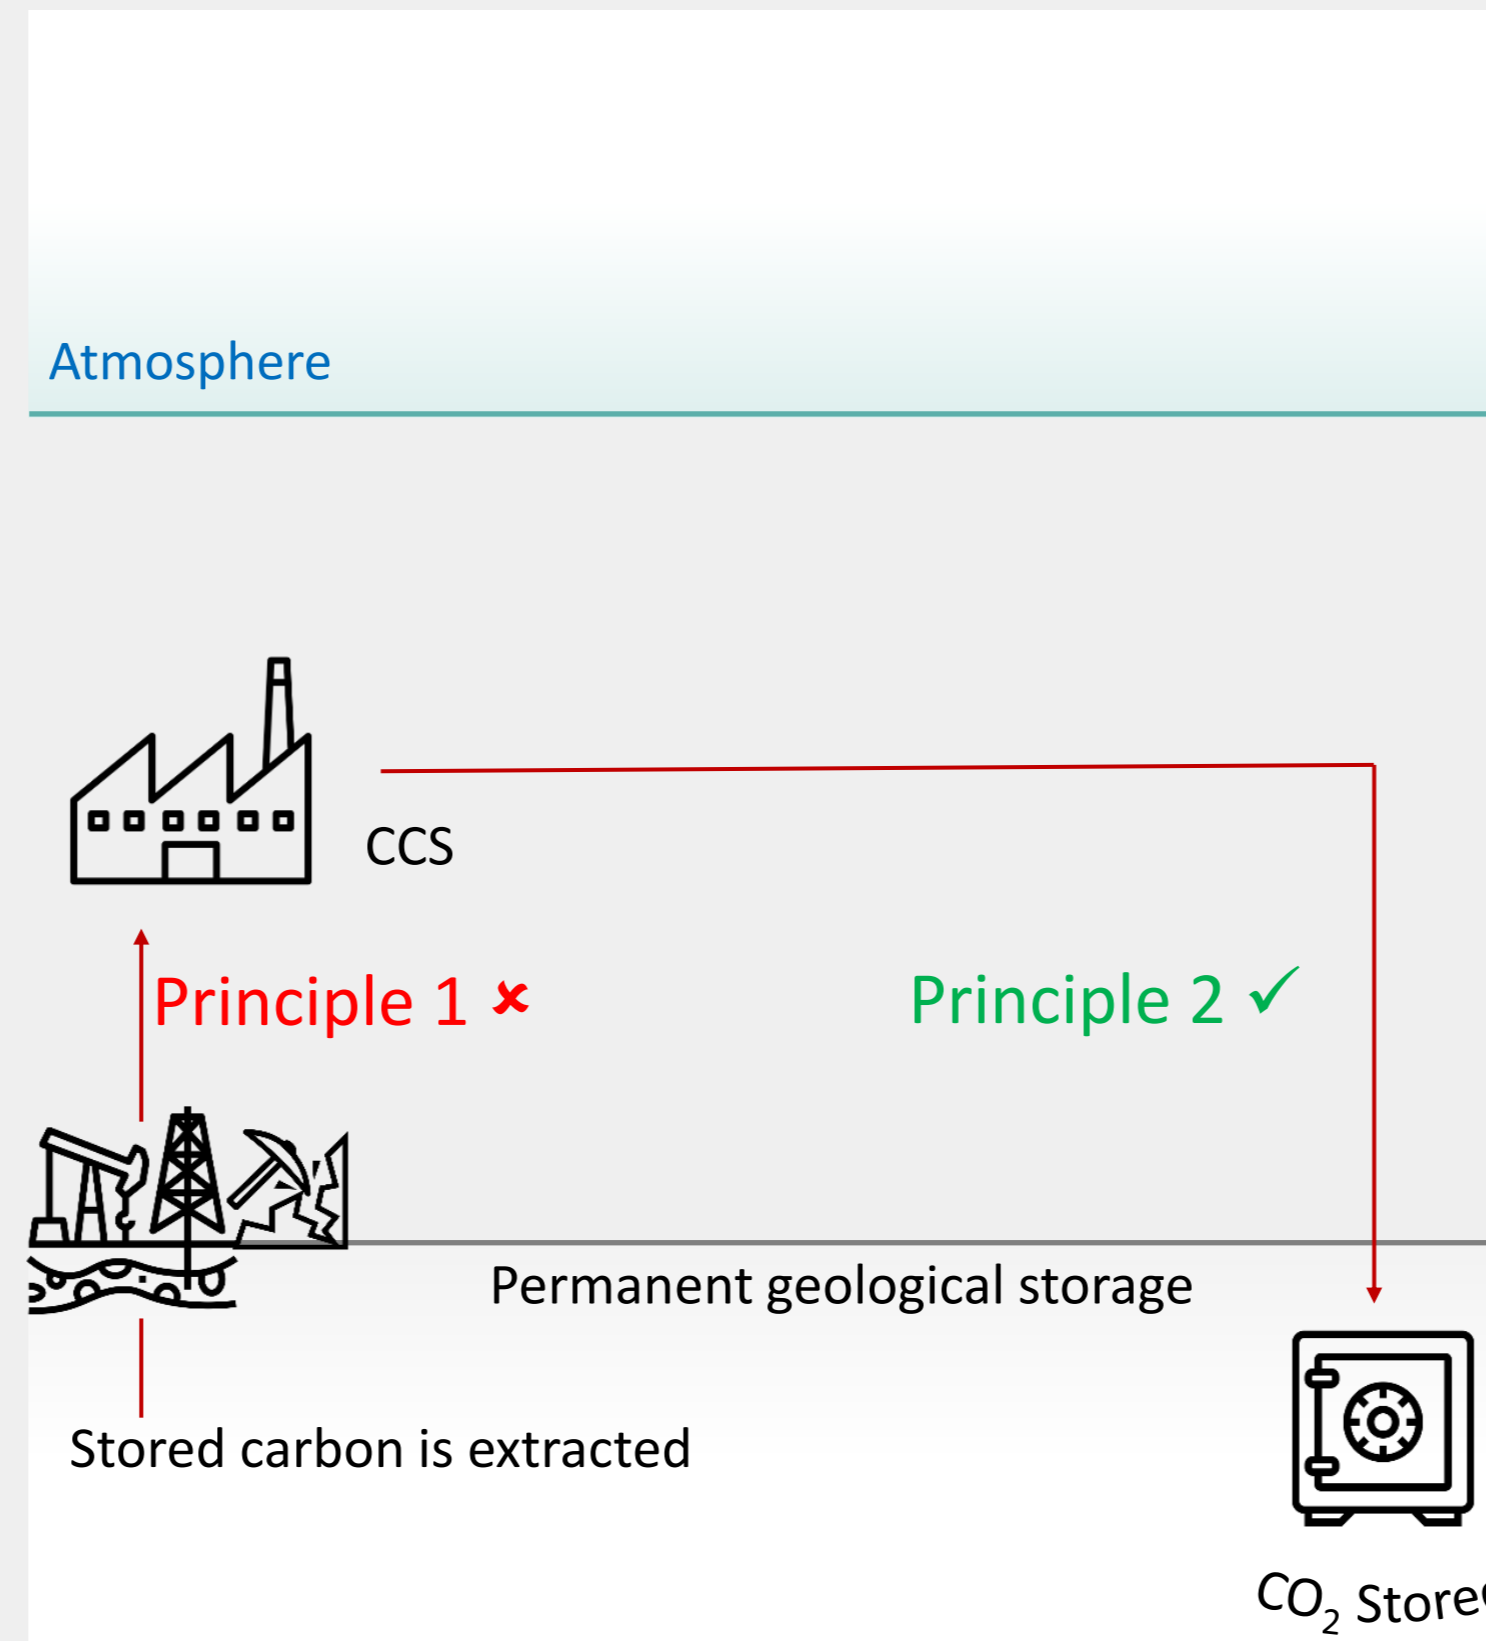 Atmosphere
CCS
Principle 1 ✘
Principle 2 ✓
Permanent geological storage
Stored carbon is extracted
CO₂